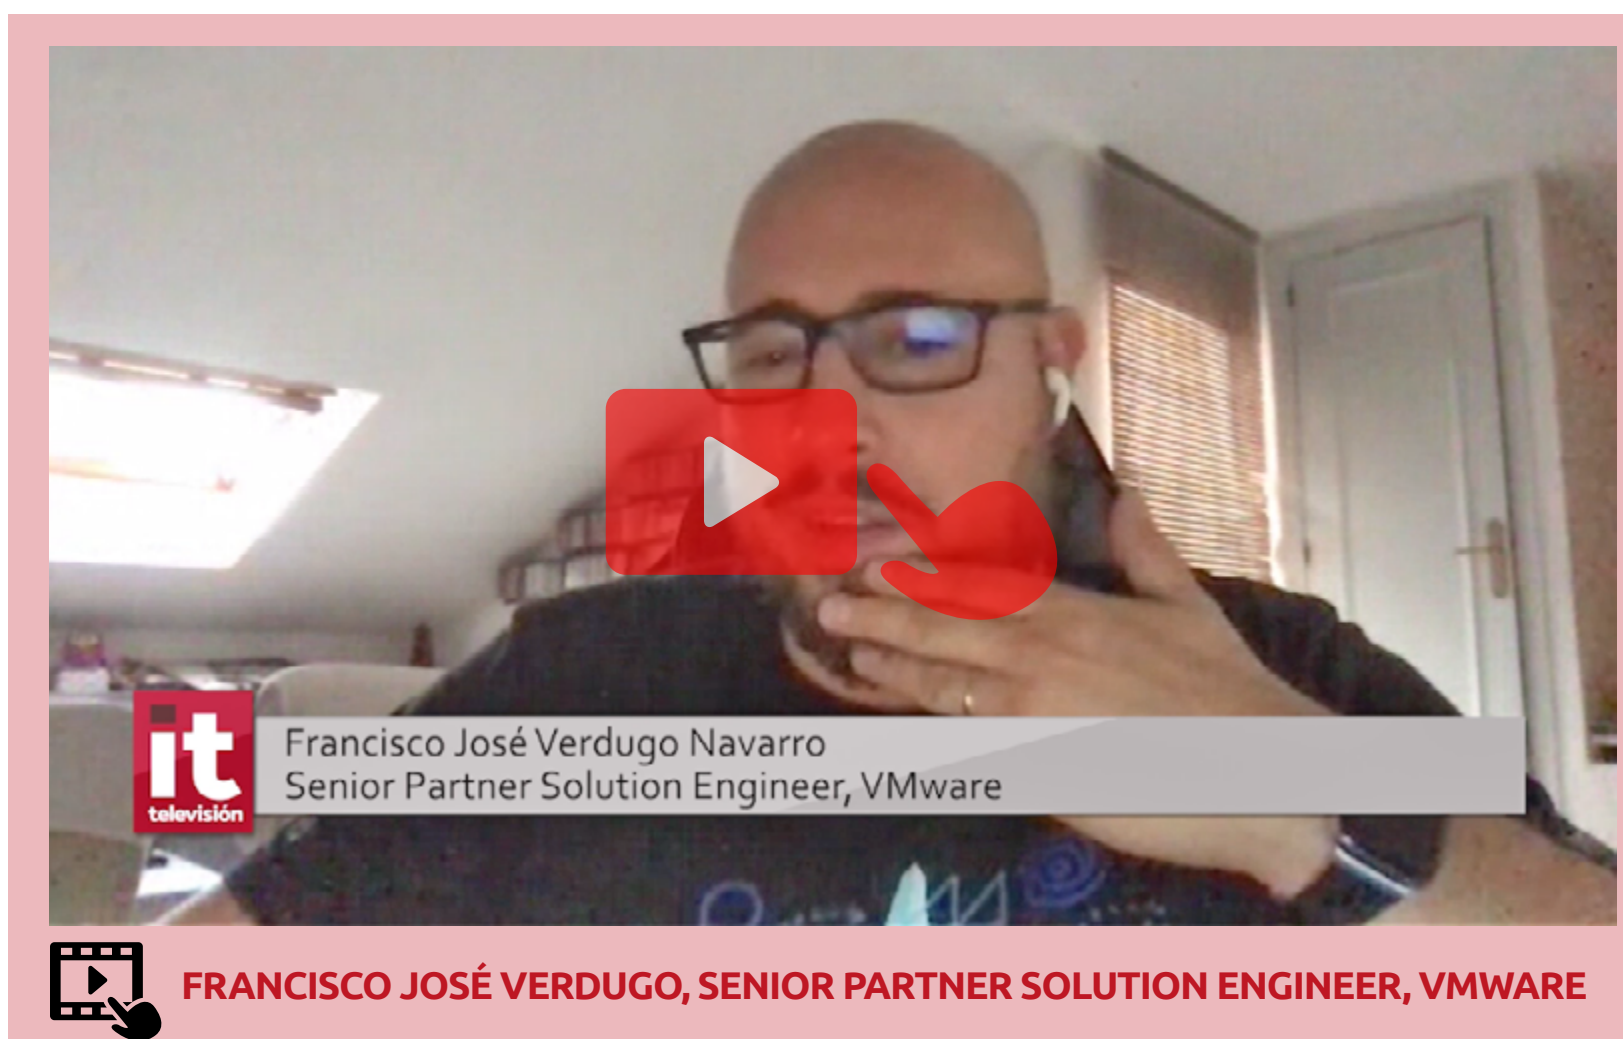 it
televisión
Francisco José Verdugo Navarro
Senior Partner Solution Engineer, VMware
FRANCISCO JOSÉ VERDUGO, SENIOR PARTNER SOLUTION ENGINEER, VMWARE